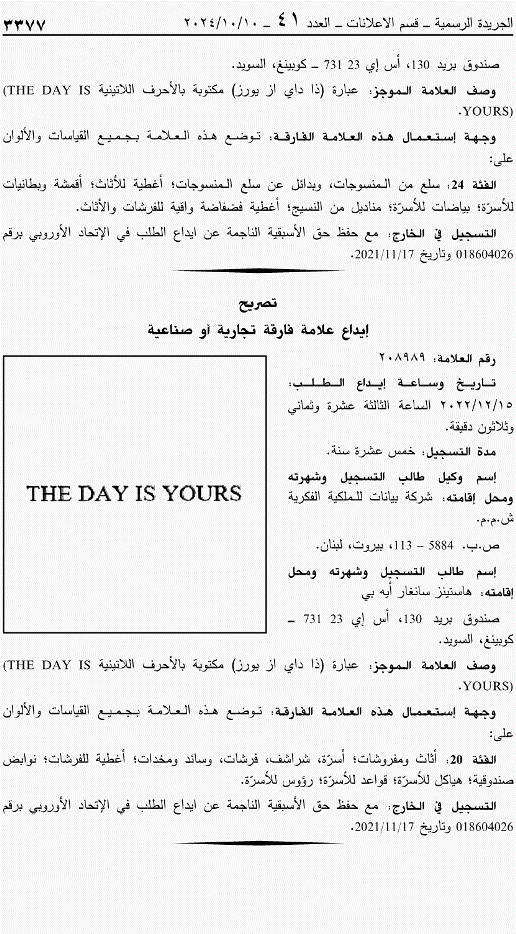 الجريدة الرسمية ــ قسم الاعلانات ــ العدد ٤١ ــ ٢٠٢٤/١٠/١٠ ٣٣٧٧
صندوق بريد 130، أس إي 23 731 ــ كوبينغ، السويد.
وصف العلامة الموجز: عبارة (ذا داي از يورز) مكتوبة بالأحرف اللاتينية (THE DAY IS
YOURS).
وجهة إستعمال هذه العلامة الفارقة: توضع هذه العلامة بجميع القياسات والألوان
على:
الفئة 24: سلع من المنسوجات، وبدائل عن سلع المنسوجات؛ أغطية للأثاث؛ أقمشة وبطانيات
للأسرّة؛ بياضات للأسرّة؛ مناديل من النسيج؛ أغطية فضفاضة واقية للفرشات والأثاث.
التسجيل في الخارج: مع حفظ حق الأسبقية الناجمة عن ايداع الطلب في الإتحاد الأوروبي برقم
018604026 وتاريخ 2021/11/17.
تصريح
إيداع علامة فارقة تجارية أو صناعية
رقم العلامة: ٢٠٨٩٨٩
تاريخ وساعة إيداع الطلب:
٢٠٢٢/١٢/١٥ الساعة الثالثة عشرة وثماني
وثلاثون دقيقة.
مدة التسجيل: خمس عشرة سنة.
إسم وكيل طالب التسجيل وشهرته
ومحل إقامته: شركة بيانات للملكية الفكرية
ش.م.م.
ص.ب. 5884 – 113، بيروت، لبنان.
إسم طالب التسجيل وشهرته ومحل
إقامته: هاستينز سانغار أيه بي
صندوق بريد 130، أس إي 23 731 ــ
كوبينغ، السويد.
THE DAY IS YOURS
وصف العلامة الموجز: عبارة (ذا داي از يورز) مكتوبة بالأحرف اللاتينية (THE DAY IS
YOURS).
وجهة إستعمال هذه العلامة الفارقة: توضع هذه العلامة بجميع القياسات والألوان
على:
الفئة 20: أثاث ومفروشات؛ أسرّة، شراشف، فرشات، وسائد ومخدات؛ أغطية للفرشات؛ نوابض
صندوقية؛ هياكل للأسرّة؛ قواعد للأسرّة؛ رؤوس للأسرّة.
التسجيل في الخارج: مع حفظ حق الأسبقية الناجمة عن ايداع الطلب في الإتحاد الأوروبي برقم
018604026 وتاريخ 2021/11/17.